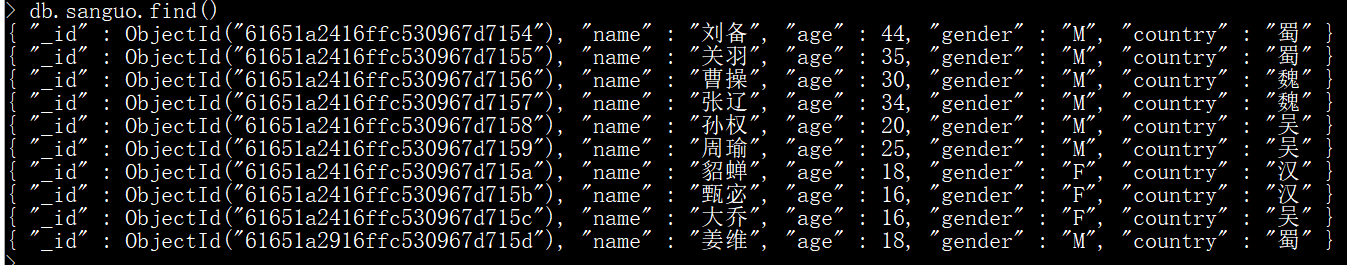 > db.sanguo.find()
{ "_id" : ObjectId("61651a2416ffc530967d7154"), "name" : "刘备", "age" : 44, "gender" : "M", "country" : "蜀" }
{ "_id" : ObjectId("61651a2416ffc530967d7155"), "name" : "关羽", "age" : 35, "gender" : "M", "country" : "蜀" }
{ "_id" : ObjectId("61651a2416ffc530967d7156"), "name" : "曹操", "age" : 30, "gender" : "M", "country" : "魏" }
{ "_id" : ObjectId("61651a2416ffc530967d7157"), "name" : "张辽", "age" : 34, "gender" : "M", "country" : "魏" }
{ "_id" : ObjectId("61651a2416ffc530967d7158"), "name" : "孙权", "age" : 20, "gender" : "M", "country" : "吴" }
{ "_id" : ObjectId("61651a2416ffc530967d7159"), "name" : "周瑜", "age" : 25, "gender" : "M", "country" : "吴" }
{ "_id" : ObjectId("61651a2416ffc530967d715a"), "name" : "貂蝉", "age" : 18, "gender" : "F", "country" : "汉" }
{ "_id" : ObjectId("61651a2416ffc530967d715b"), "name" : "甄宓", "age" : 16, "gender" : "F", "country" : "汉" }
{ "_id" : ObjectId("61651a2416ffc530967d715c"), "name" : "大乔", "age" : 16, "gender" : "F", "country" : "吴" }
{ "_id" : ObjectId("61651a2916ffc530967d715d"), "name" : "姜维", "age" : 18, "gender" : "M", "country" : "蜀" }
>